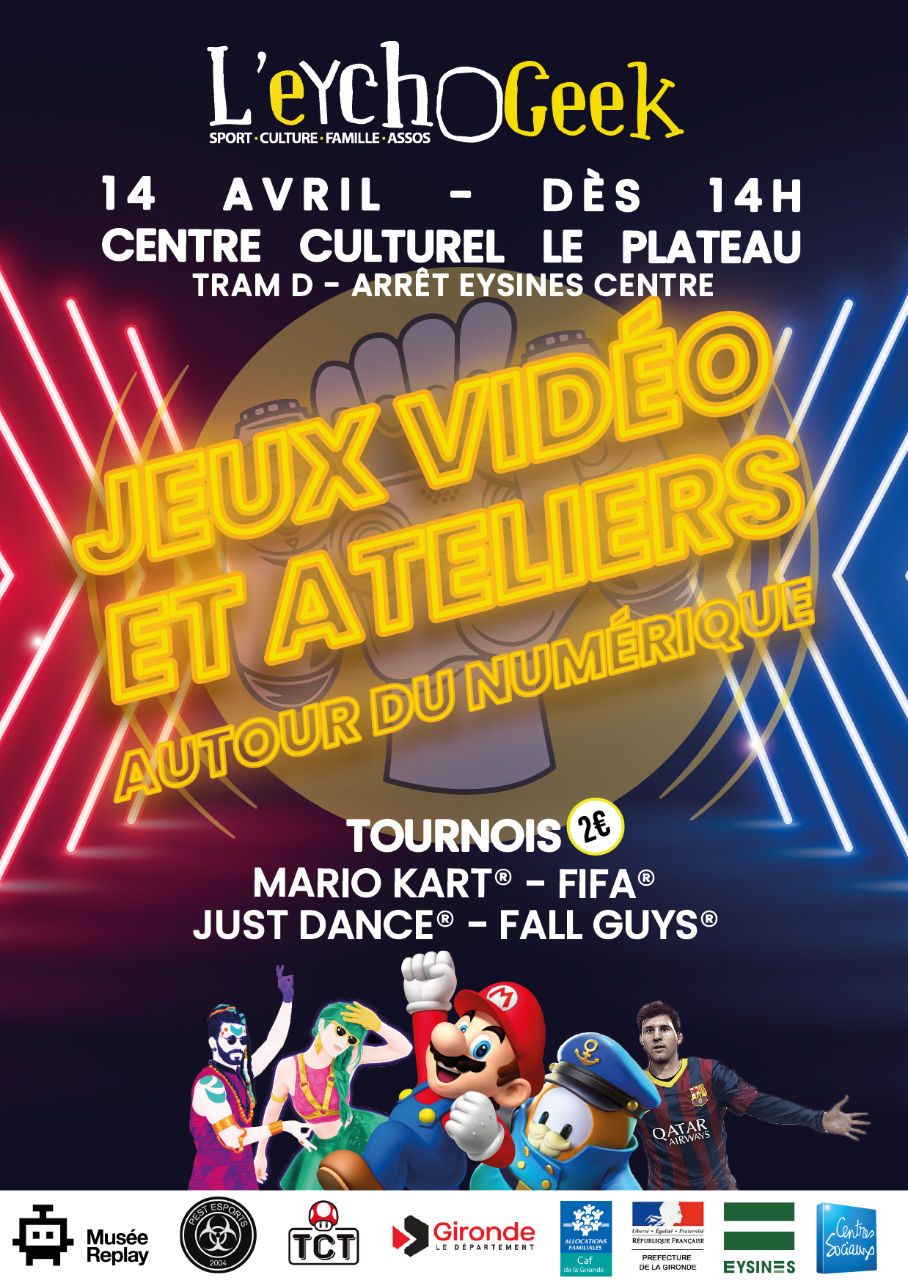 L'eychOGeek
SPORT · CULTURE · FAMILLE · ASSOS
14 AVRIL - DÈS 14H
CENTRE CULTUREL LE PLATEAU
TRAM D - ARRÊT EYSINES CENTRE
JEUX VIDÉO
ET ATELIERS
AUTOUR DU NUMÉRIQUE
TOURNOIS 2€
MARIO KART® - FIFA®
JUST DANCE® - FALL GUYS®
M
QATAR
AIRWAYS
Musée
Replay
PEST ESPORTS
2004
TCT
Gironde
LE DÉPARTEMENT
ALLOCATIONS
FAMILIALES
Caf
de la Gironde
Liberté · Égalité · Fraternité
RÉPUBLIQUE FRANÇAISE
PREFECTURE
DE LA GIRONDE
EYSINES
Centres
Sociaux